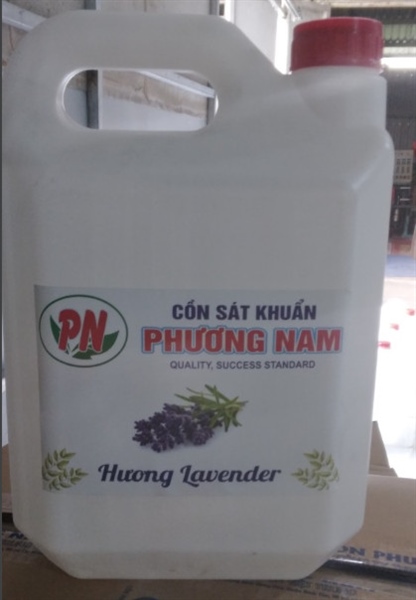 PN
CỒN SÁT KHUẨN
PHƯƠNG NAM
QUALITY, SUCCESS STANDARD
Hương Lavender